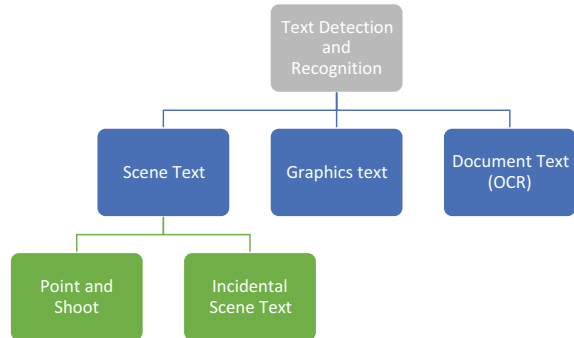 Text Detection
and
Recognition
Scene Text
Graphics text
Document Text
(OCR)
Point and
Shoot
Incidental
Scene Text